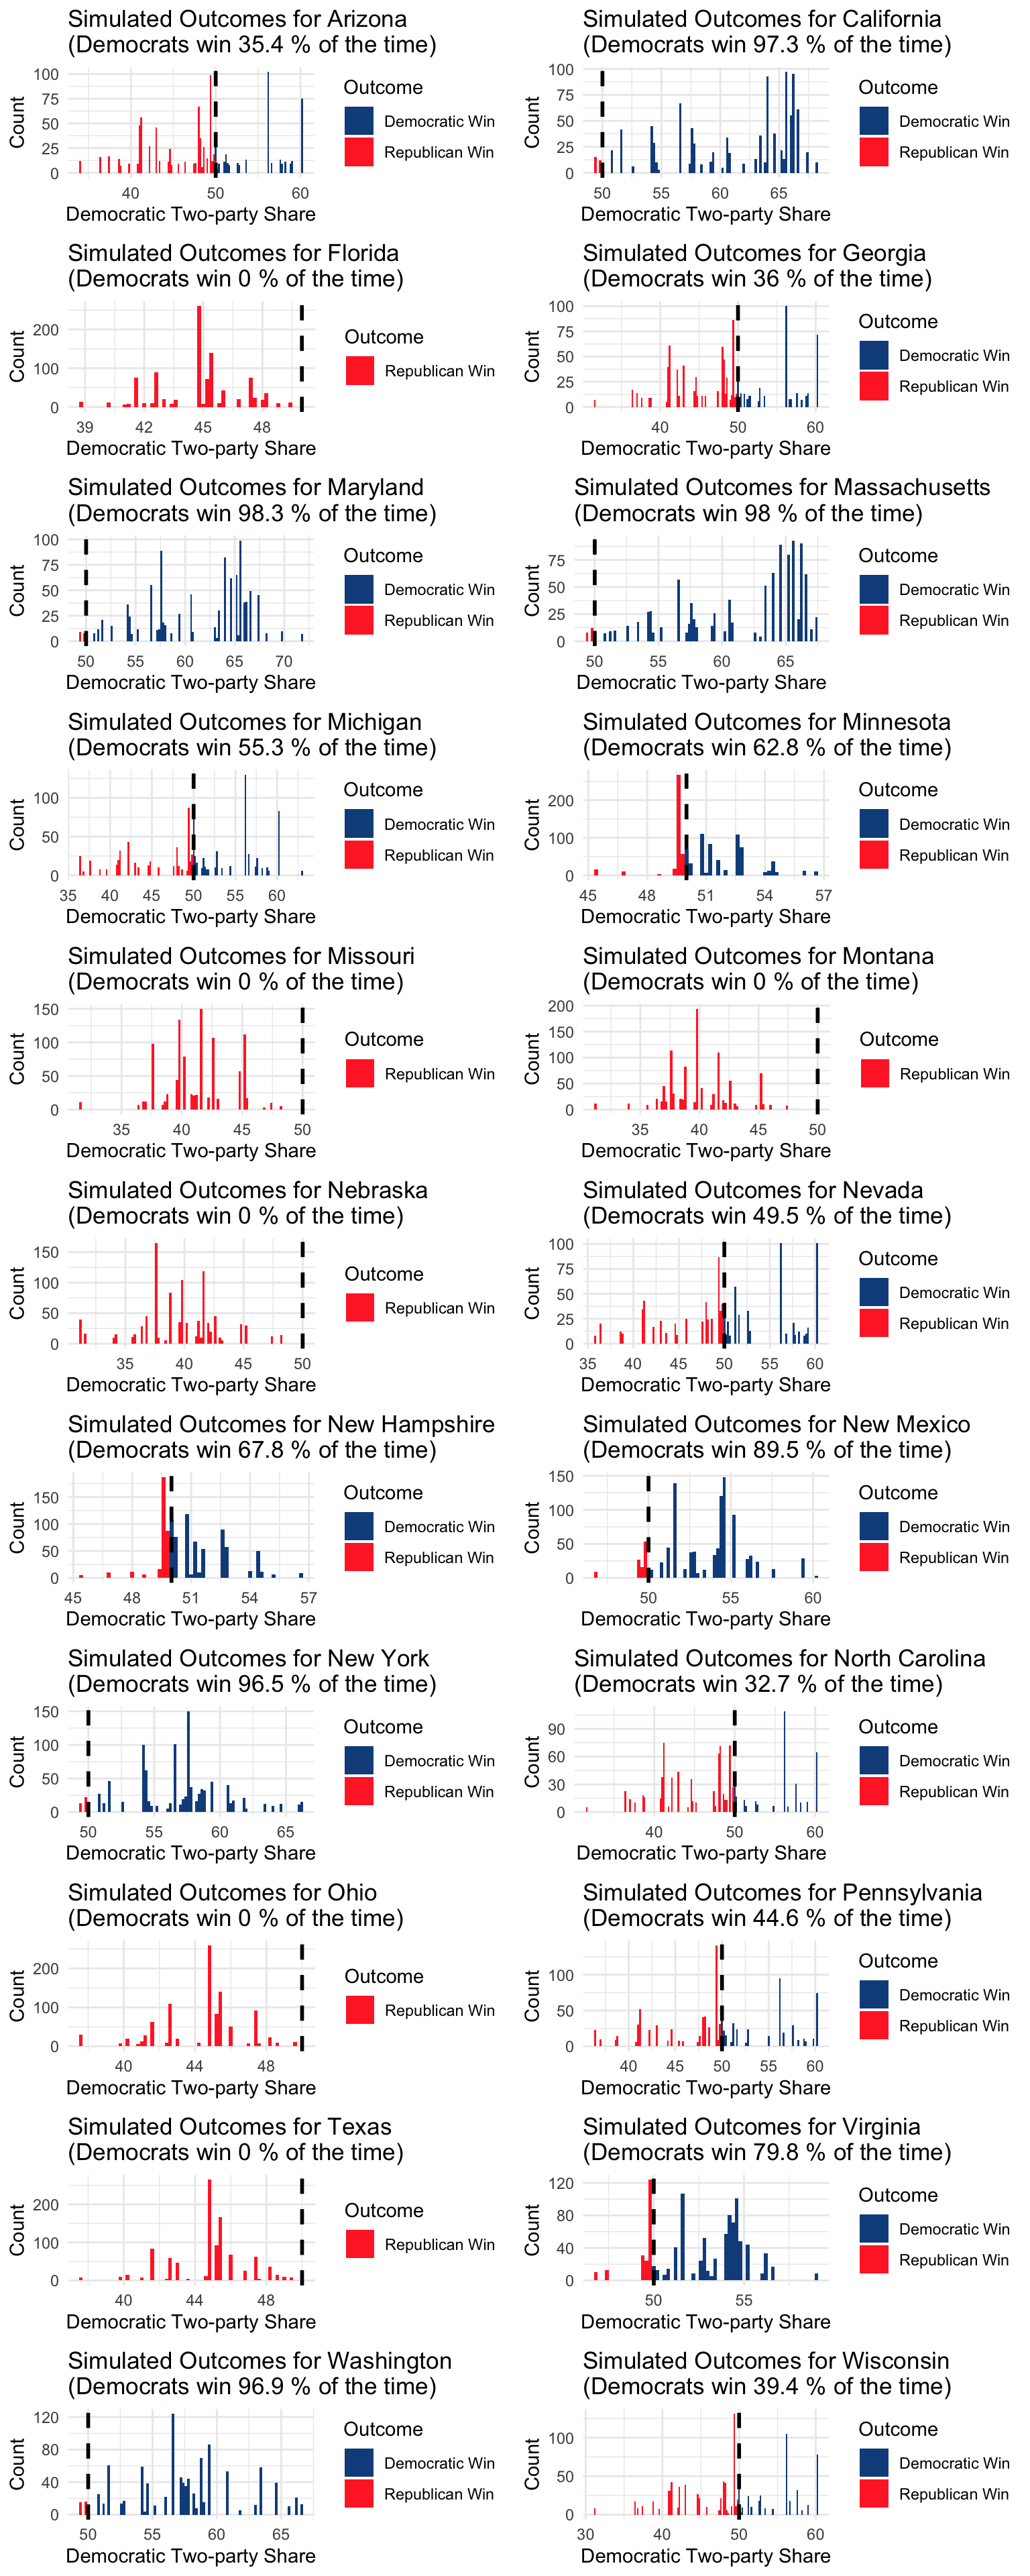 Simulated Outcomes for Arizona
(Democrats win 35.4 % of the time)
100
75
50
25
0
Count
40 50 60
Democratic Two-party Share
Outcome
Democratic Win
Republican Win
Simulated Outcomes for California
(Democrats win 97.3 % of the time)
100
75
50
25
0
Count
50 55 60 65
Democratic Two-party Share
Outcome
Democratic Win
Republican Win
Simulated Outcomes for Florida
(Democrats win 0 % of the time)
200
100
0
Count
39 42 45 48
Democratic Two-party Share
Outcome
Republican Win
Simulated Outcomes for Georgia
(Democrats win 36 % of the time)
100
75
50
25
0
Count
40 50 60
Democratic Two-party Share
Outcome
Democratic Win
Republican Win
Simulated Outcomes for Maryland
(Democrats win 98.3 % of the time)
100
75
50
25
0
Count
50 55 60 65 70
Democratic Two-party Share
Outcome
Democratic Win
Republican Win
Simulated Outcomes for Massachusetts
(Democrats win 98 % of the time)
75
50
25
0
Count
50 55 60 65
Democratic Two-party Share
Outcome
Democratic Win
Republican Win
Simulated Outcomes for Michigan
(Democrats win 55.3 % of the time)
100
50
0
Count
35 40 45 50 55 60
Democratic Two-party Share
Outcome
Democratic Win
Republican Win
Simulated Outcomes for Minnesota
(Democrats win 62.8 % of the time)
200
100
0
Count
45 48 51 54 57
Democratic Two-party Share
Outcome
Democratic Win
Republican Win
Simulated Outcomes for Missouri
(Democrats win 0 % of the time)
150
100
50
0
Count
35 40 45 50
Democratic Two-party Share
Outcome
Republican Win
Simulated Outcomes for Montana
(Democrats win 0 % of the time)
200
150
100
50
0
Count
35 40 45 50
Democratic Two-party Share
Outcome
Republican Win
Simulated Outcomes for Nebraska
(Democrats win 0 % of the time)
150
100
50
0
Count
35 40 45 50
Democratic Two-party Share
Outcome
Republican Win
Simulated Outcomes for Nevada
(Democrats win 49.5 % of the time)
100
75
50
25
0
Count
35 40 45 50 55 60
Democratic Two-party Share
Outcome
Democratic Win
Republican Win
Simulated Outcomes for New Hampshire
(Democrats win 67.8 % of the time)
150
100
50
0
Count
45 48 51 54 57
Democratic Two-party Share
Outcome
Democratic Win
Republican Win
Simulated Outcomes for New Mexico
(Democrats win 89.5 % of the time)
150
100
50
0
Count
50 55 60
Democratic Two-party Share
Outcome
Democratic Win
Republican Win
Simulated Outcomes for New York
(Democrats win 96.5 % of the time)
150
100
50
0
Count
50 55 60 65
Democratic Two-party Share
Outcome
Democratic Win
Republican Win
Simulated Outcomes for North Carolina
(Democrats win 32.7 % of the time)
90
60
30
0
Count
40 50 60
Democratic Two-party Share
Outcome
Democratic Win
Republican Win
Simulated Outcomes for Ohio
(Democrats win 0 % of the time)
200
100
0
Count
40 44 48
Democratic Two-party Share
Outcome
Republican Win
Simulated Outcomes for Pennsylvania
(Democrats win 44.6 % of the time)
100
50
0
Count
40 45 50 55 60
Democratic Two-party Share
Outcome
Democratic Win
Republican Win
Simulated Outcomes for Texas
(Democrats win 0 % of the time)
200
100
0
Count
40 44 48
Democratic Two-party Share
Outcome
Republican Win
Simulated Outcomes for Virginia
(Democrats win 79.8 % of the time)
120
80
40
0
Count
50 55
Democratic Two-party Share
Outcome
Democratic Win
Republican Win
Simulated Outcomes for Washington
(Democrats win 96.9 % of the time)
120
80
40
0
Count
50 55 60 65
Democratic Two-party Share
Outcome
Democratic Win
Republican Win
Simulated Outcomes for Wisconsin
(Democrats win 39.4 % of the time)
100
50
0
Count
30 40 50 60
Democratic Two-party Share
Outcome
Democratic Win
Republican Win